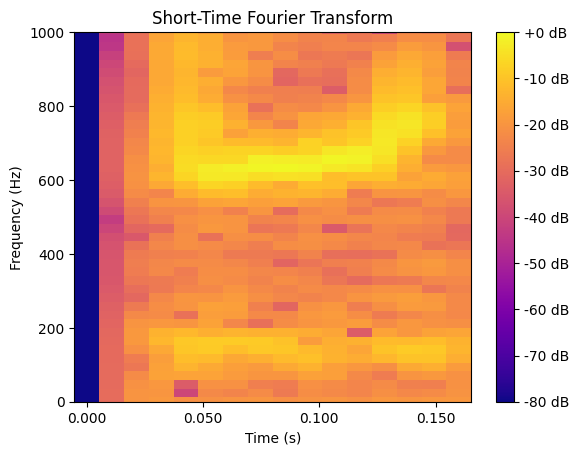 Short-Time Fourier Transform
1000
800
600
400
200
0
Frequency (Hz)
0.000
0.050
0.100
0.150
Time (s)
+0 dB
-10 dB
-20 dB
-30 dB
-40 dB
-50 dB
-60 dB
-70 dB
-80 dB